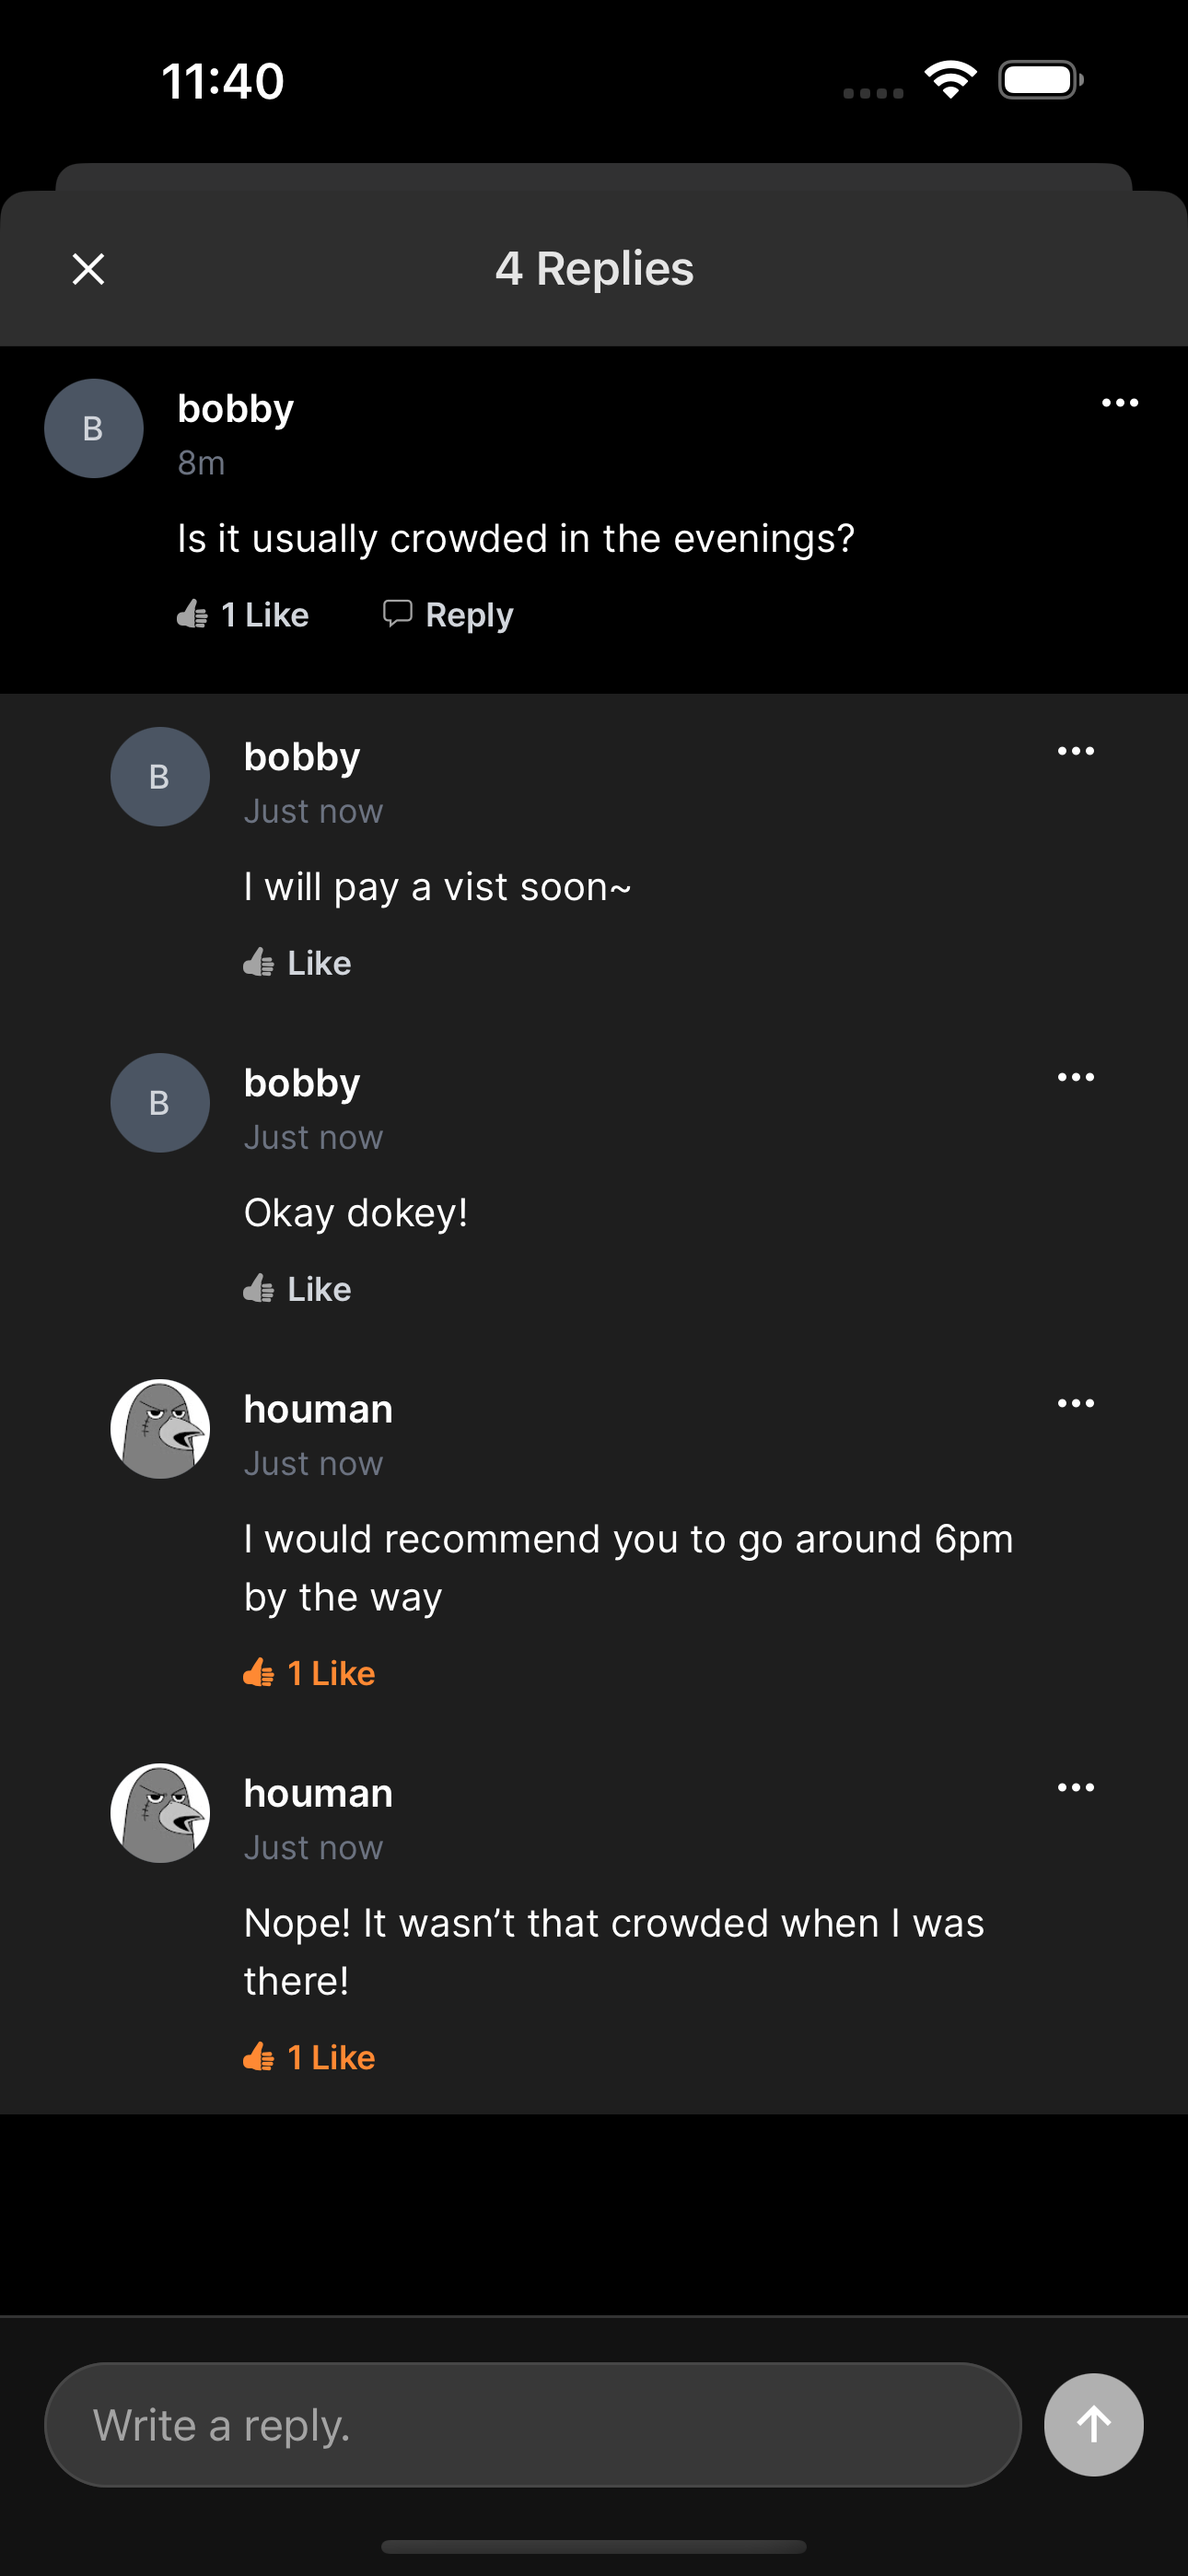 11:40
4 Replies
B
bobby
8m
Is it usually crowded in the evenings?
1 Like
Reply
B
bobby
Just now
I will pay a vist soon~
Like
B
bobby
Just now
Okay dokey!
Like
houman
Just now
I would recommend you to go around 6pm
by the way
1 Like
houman
Just now
Nope! It wasn’t that crowded when I was
there!
1 Like
Write a reply.